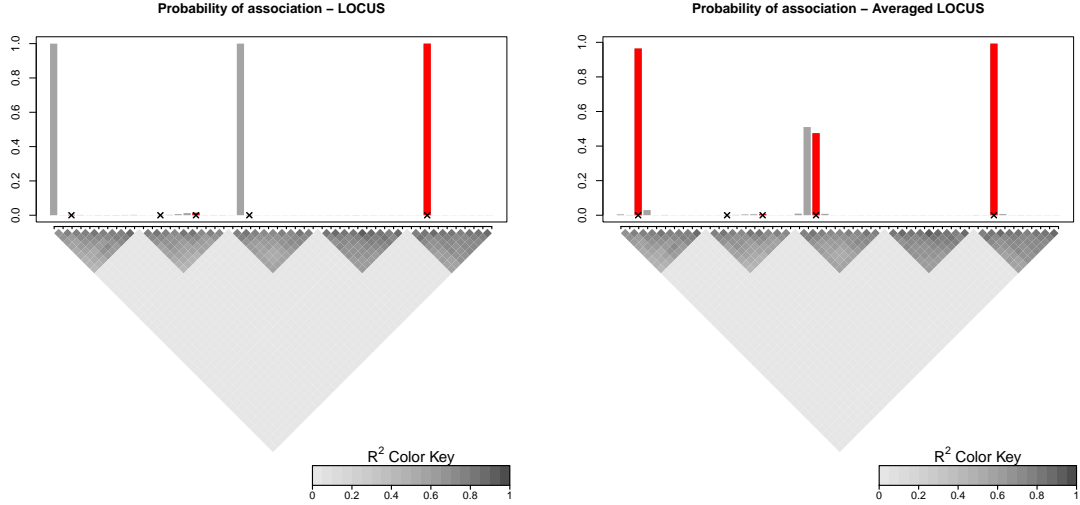 Probability of association – LOCUS
1.0
0.8
0.6
0.4
0.2
0.0
R² Color Key
0 0.2 0.4 0.6 0.8 1
Probability of association – Averaged LOCUS
1.0
0.8
0.6
0.4
0.2
0.0
R² Color Key
0 0.2 0.4 0.6 0.8 1